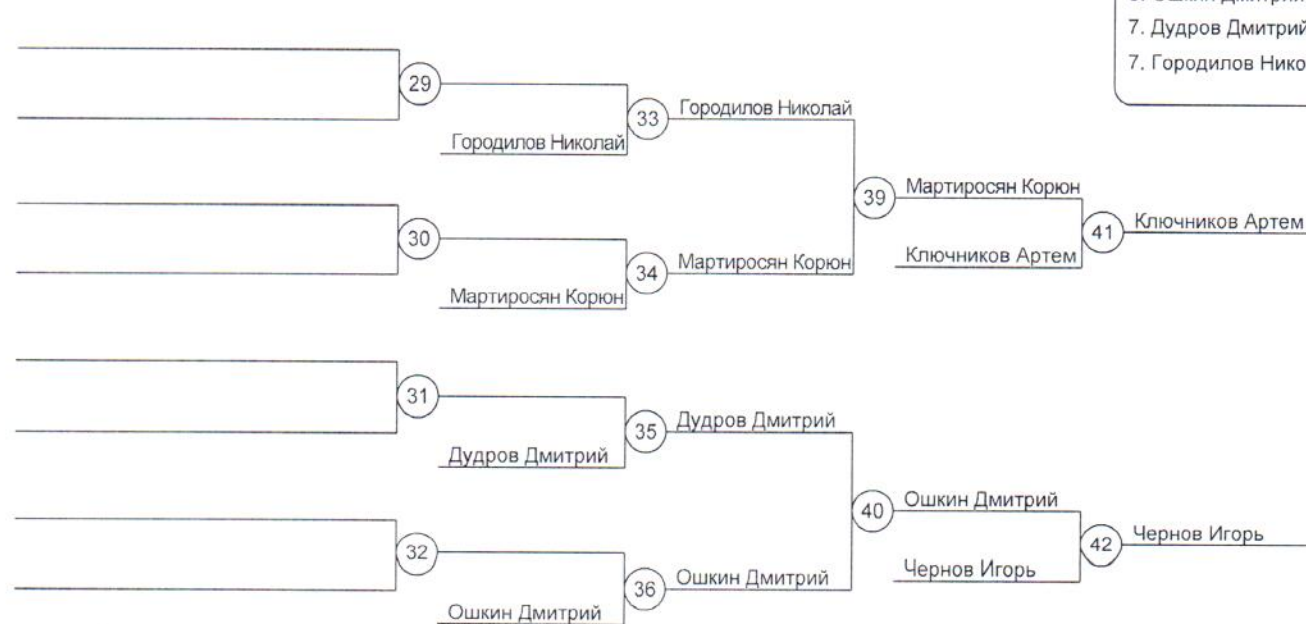 7. Дудров Дмитрий
7. Городилов
29
33
Городилов Николай
Городилов Николай
39
Мартиросян Корюн
30
34
Мартиросян Корюн
Мартиросян Корюн
41
Ключников Артем
Ключников Артем
31
35
Дудров Дмитрий
Дудров Дмитрий
40
Ошкин Дмитрий
32
36
Ошкин Дмитрий
Ошкин Дмитрий
42
Чернов Игорь
Чернов Игорь